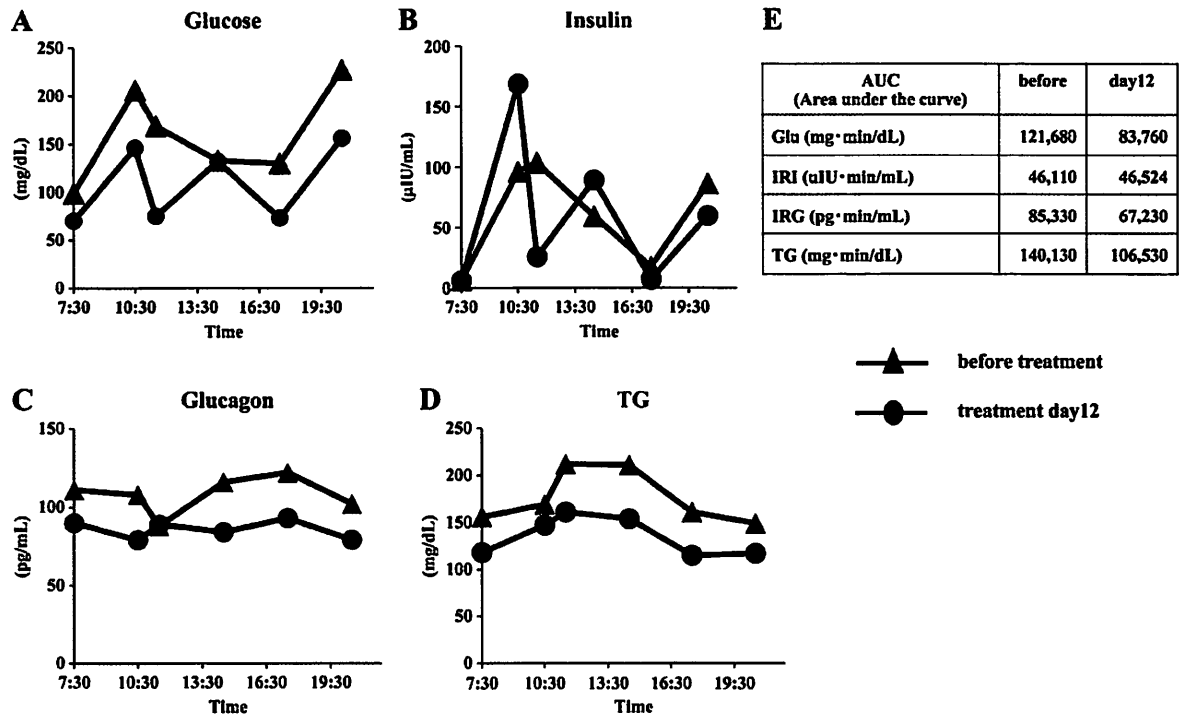 A
Glucose
250
200
150
100
50
0
(mg/dL)
7:30
10:30
13:30
16:30
19:30
Time
B
Insulin
200
150
100
50
0
(µIU/mL)
7:30
10:30
13:30
16:30
19:30
Time
E
AUC
(Area under the curve)
before
day12
Glu (mg·min/dL)
121,680
83,760
IRI (uIU·min/mL)
46,110
46,524
IRG (pg·min/mL)
85,330
67,230
TG (mg·min/dL)
140,130
106,530
before treatment
treatment day12
C
Glucagon
150
100
50
0
(pg/mL)
7:30
10:30
13:30
16:30
19:30
Time
D
TG
250
200
150
100
50
0
(mg/dL)
7:30
10:30
13:30
16:30
19:30
Time